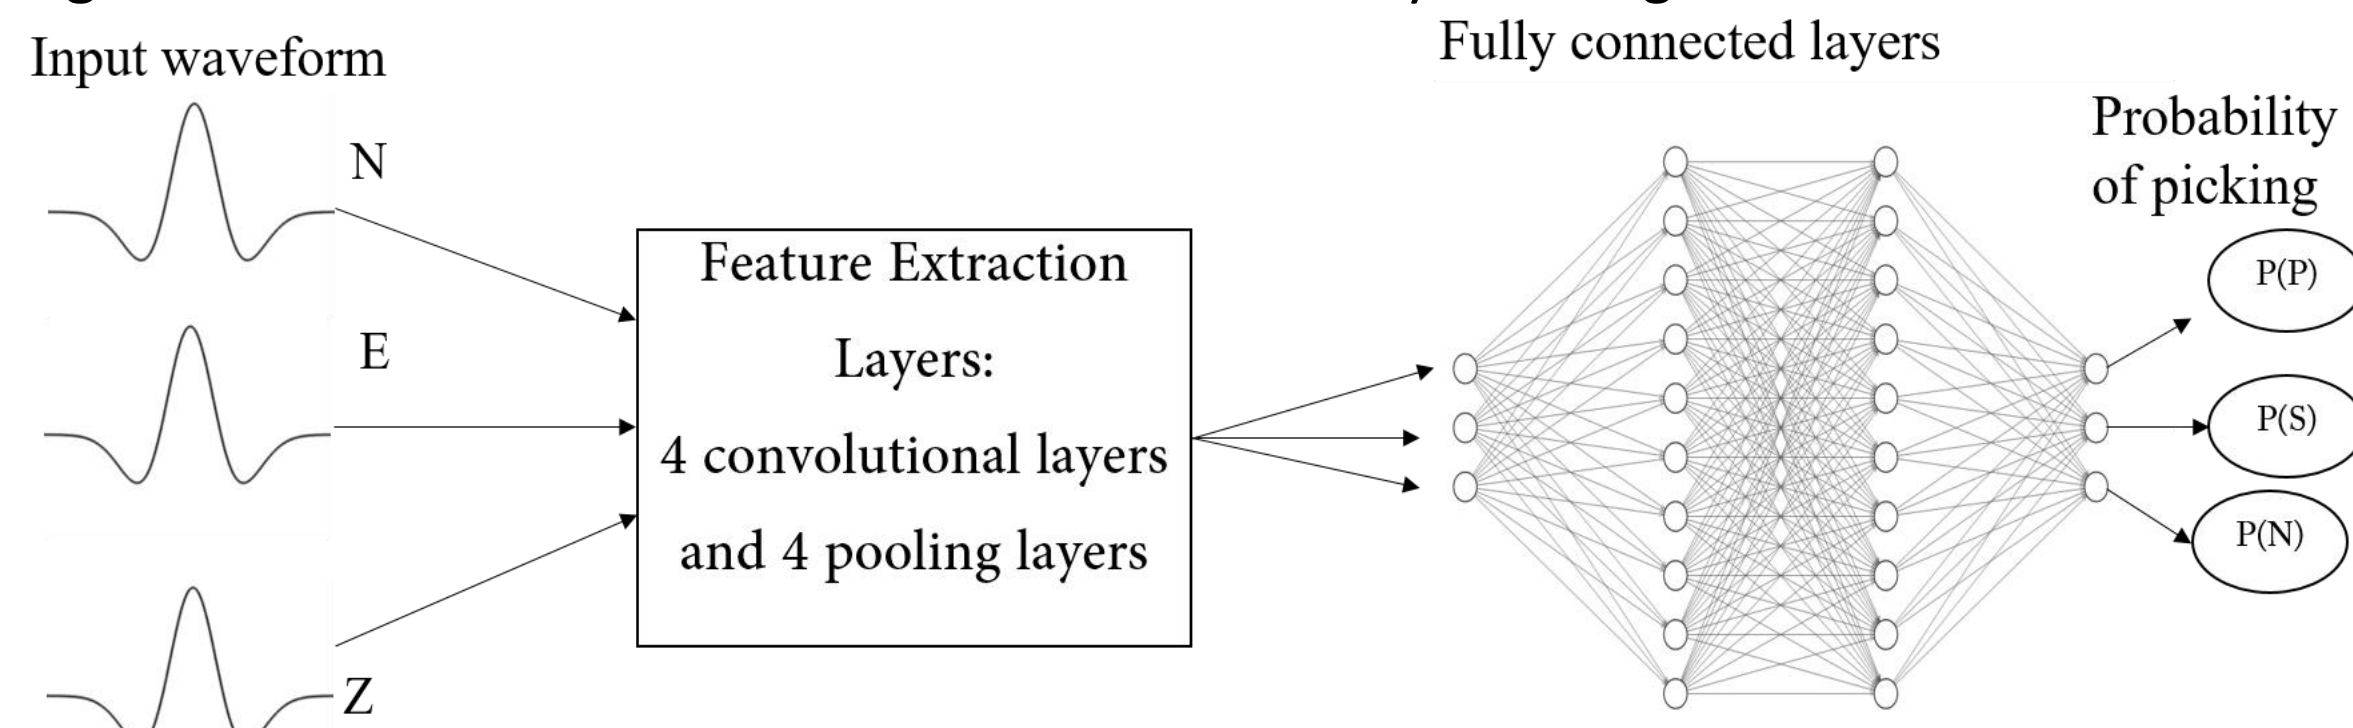 Input waveform
N
E
Z
Feature Extraction
Layers:
4 convolutional layers
and 4 pooling layers
Fully connected layers
Probability
of picking
P(P)
P(S)
P(N)